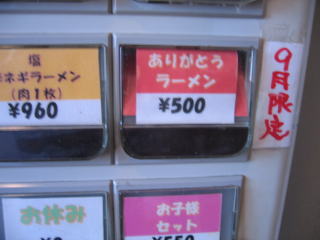 塩
ネギラーメン
(肉1枚)
¥960
ありがとう
ラーメン
¥500
9月限定
お休み
お子様
セット
¥550